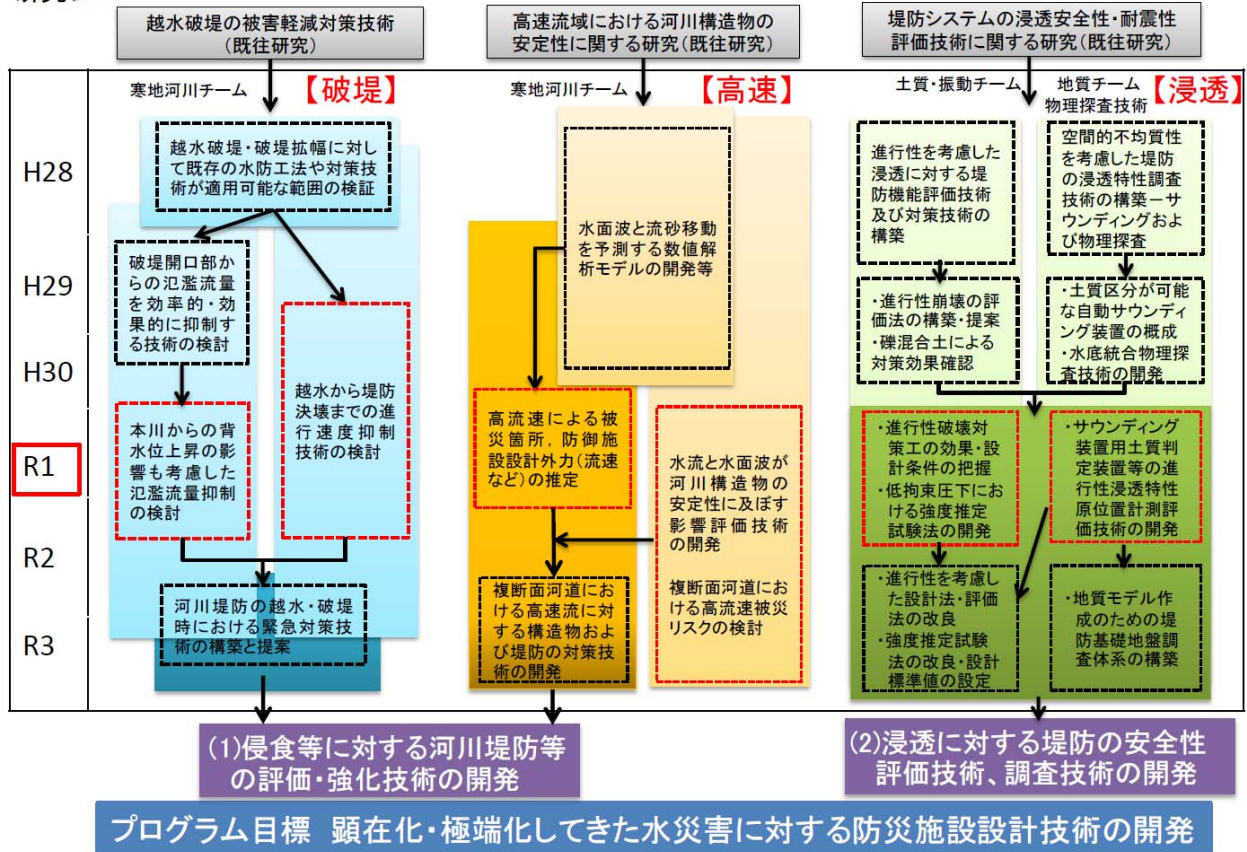 越水破堤の被害軽減対策技術
(既往研究)
高速流域における河川構造物の
安定性に関する研究(既往研究)
堤防システムの浸透安全性・耐震性
評価技術に関する研究(既往研究)
寒地河川チーム
【破堤】
寒地河川チーム
【高速】
土質・振動チーム
地質チーム
物理探査技術
【浸透】
H28
H29
H30
R1
R2
R3
越水破堤・破堤拡幅に対し
て既存の水防工法や対策技
術が適用可能な範囲の検証
破堤開口部か
らの氾濫流量
を効率的・効
果的に抑制す
る技術の検討
越水から堤防
決壊までの進
行速度抑制
技術の検討
本川からの背
水位上昇の影
響も考慮した
氾濫流量抑制
の検討
河川堤防の越水・破堤
時における緊急対策技
術の構築と提案
水面波と流砂移動
を予測する数値解
析モデルの開発等
高流速による被
災箇所，防御施
設設計外力(流速
など)の推定
水流と水面波が
河川構造物の
安定性に及ぼす
影響評価技術
の開発
複断面河道にお
ける高流速被災
リスクの検討
複断面河道にお
ける高速流に対
する構造物およ
び堤防の対策技
術の開発
進行性を考慮した
浸透に対する堤
防機能評価技術
及び対策技術の
構築
空間的不均質性
を考慮した堤防
の浸透特性調査
技術の構築－サ
ウンディングおよ
び物理探査
・進行性崩壊の評
価法の構築・提案
・礫混合土による
対策効果確認
・土質区分が可能
な自動サウンディ
ング装置の概成
・水底統合物理探
査技術の開発
・進行性破壊対
策工の効果・設
計条件の把握
・低拘束圧下にお
ける強度推定
試験法の開発
・サウンディング
装置用土質判
定装置等の進
行性浸透特性
原位置計測評
価技術の開発
・進行性を考慮し
た設計法・評価
法の改良
・強度推定試験
法の改良・設計
標準値の設定
・地質モデル作
成のための堤
防基礎地盤調
査体系の構築
(1)侵食等に対する河川堤防等
の評価・強化技術の開発
(2)浸透に対する堤防の安全性
評価技術、調査技術の開発
プログラム目標 顕在化・極端化してきた水災害に対する防災施設設計技術の開発